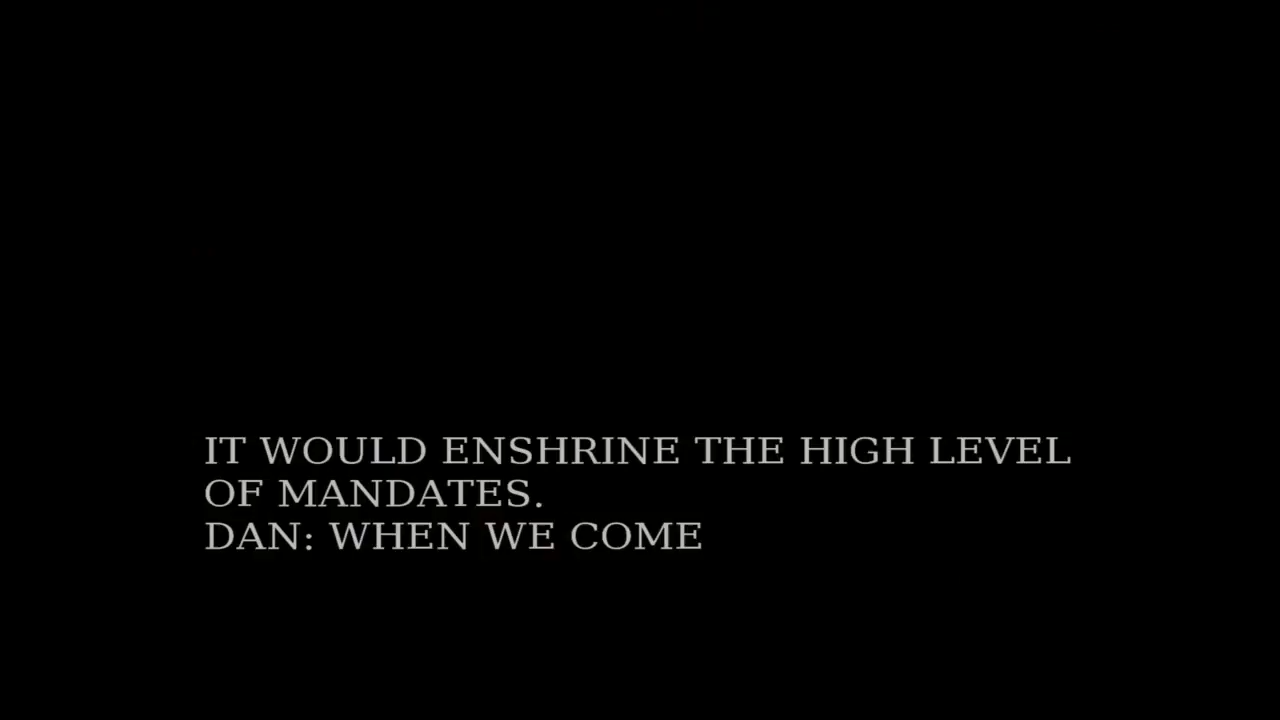 IT WOULD ENSHRINE THE HIGH LEVEL
OF MANDATES.
DAN: WHEN WE COME